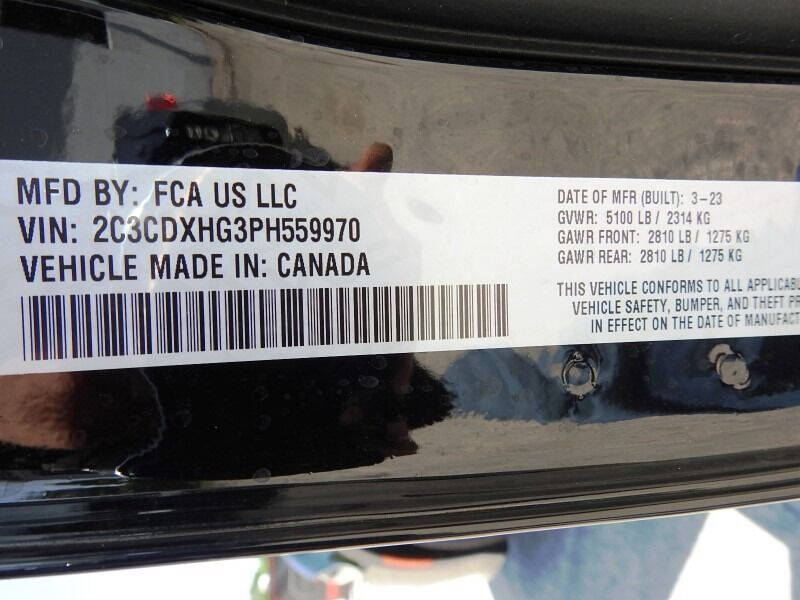 MFD BY: FCA US LLC
VIN: 2C3CDXHG3PH559970
VEHICLE MADE IN: CANADA
DATE OF MFR (BUILT): 3-23
GVWR: 5100 LB / 2314 KG
GAWR FRONT: 2810 LB / 1275 KG
GAWR REAR: 2810 LB / 1275 KG
THIS VEHICLE CONFORMS TO ALL
VEHICLE SAFETY, BUMPER, AND THEFT
IN EFFECT ON THE DATE OF